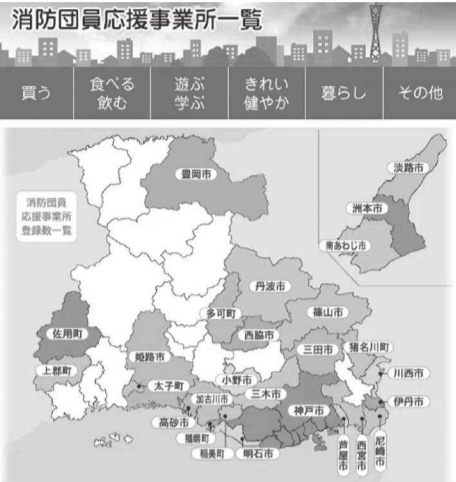 消防団員応援事業所一覧
買う
食べる
飲む
遊ぶ
学ぶ
きれい
健やか
暮らし
その他
消防団員
応援事業所
登録数一覧
豊岡市
淡路市
洲本市
南あわじ市
丹波市
多可町
篠山市
西脇市
佐用町
姫路市
三田市
猪名川町
上郡町
小野市
川西市
太子町
加古川市
三木市
神戸市
伊丹市
高砂市
播磨町
稲美町
明石市
芦屋市
西宮市
尼崎市